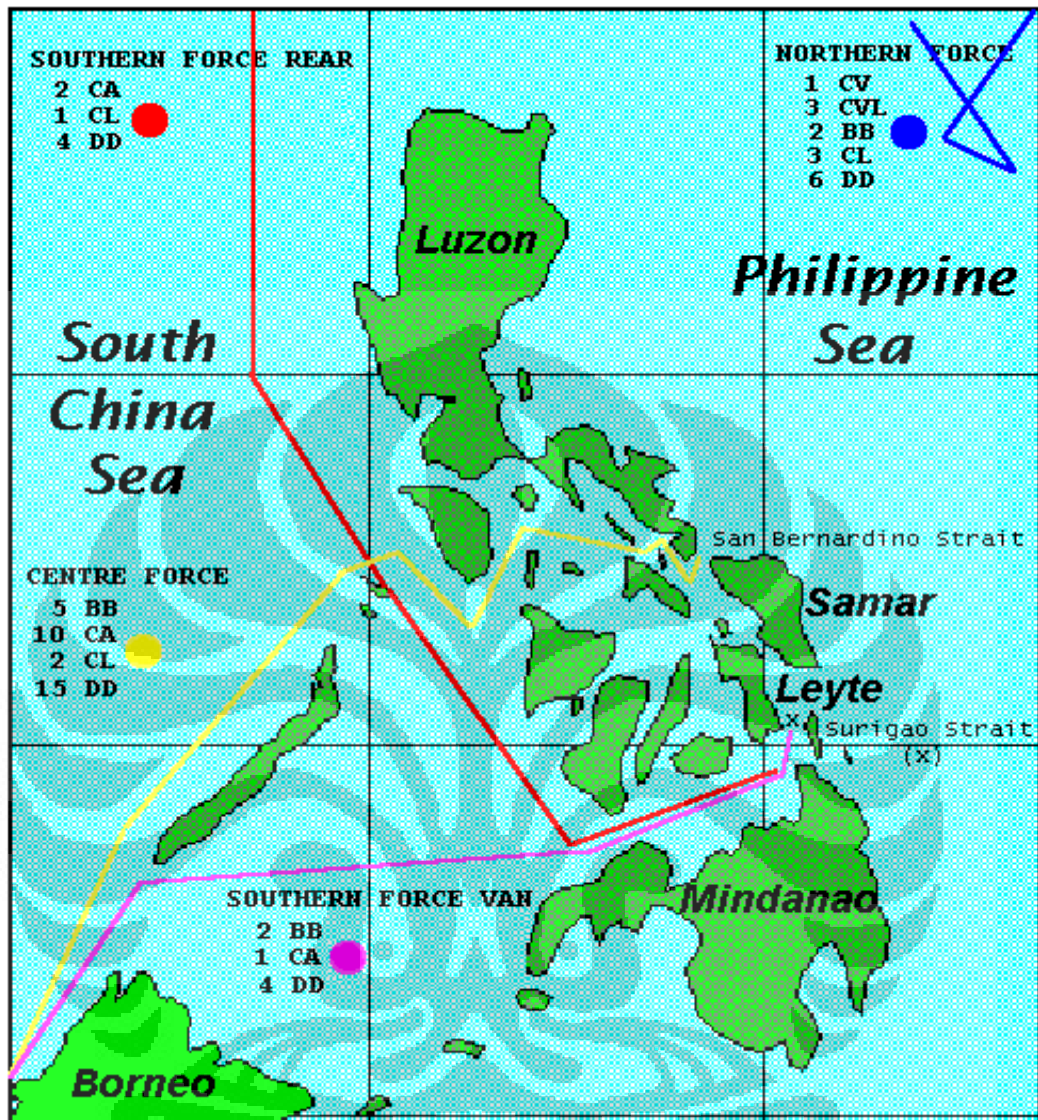 SOUTHERN FORCE REAR
2 CA
1 CL
4 DD
NORTHERN FORCE
1 CV
3 CVL
2 BB
3 CL
6 DD
Luzon
Philippine
Sea
South
China
Sea
San Bernardino Strait
CENTRE FORCE
5 BB
10 CA
2 CL
15 DD
Samar
Leyte
x
Surigao Strait
(x)
SOUTHERN FORCE VAN
2 BB
1 CA
4 DD
Mindanao
Borneo